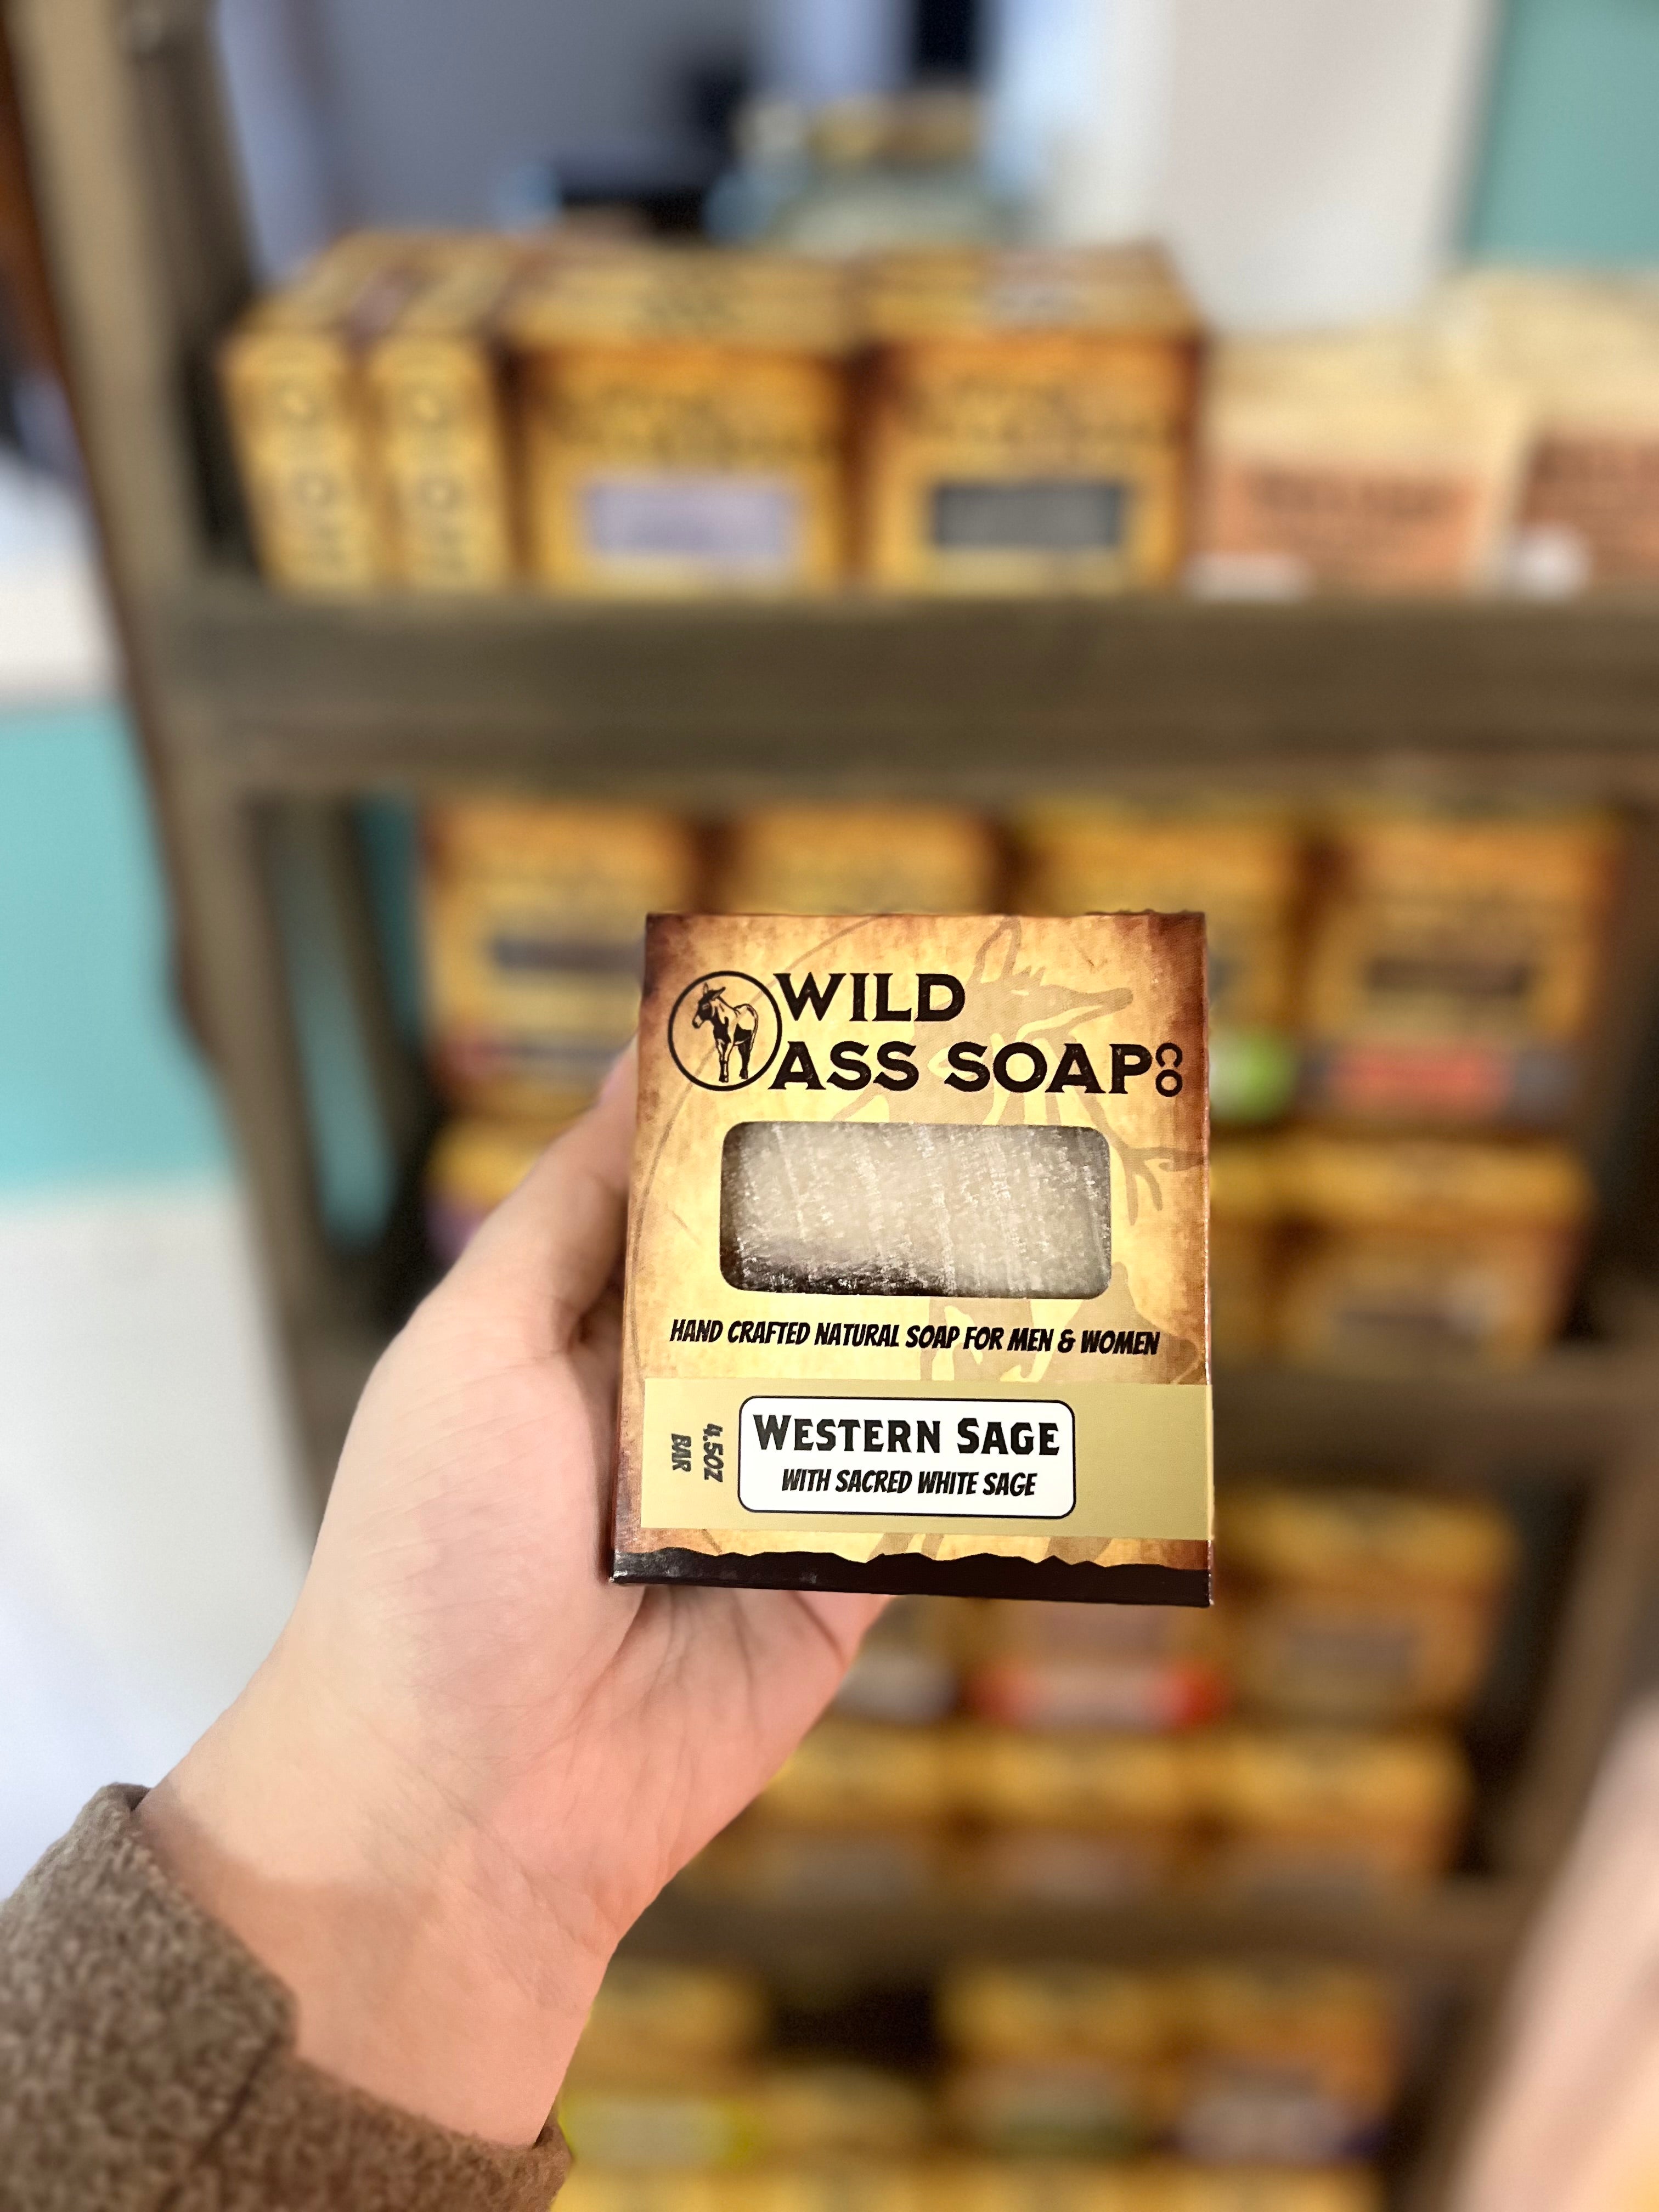 WILD
ASS SOAP CO
HAND CRAFTED NATURAL SOAP FOR MEN & WOMEN
4.5OZ
BAR
WESTERN SAGE
WITH SACRED WHITE SAGE